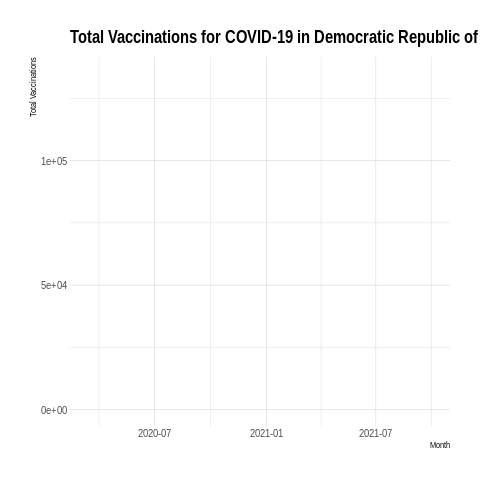 Total Vaccinations for COVID-19 in Democratic Republic of
Total Vaccinations
1e+05
5e+04
0e+00
2020-07 2021-01 2021-07
Month